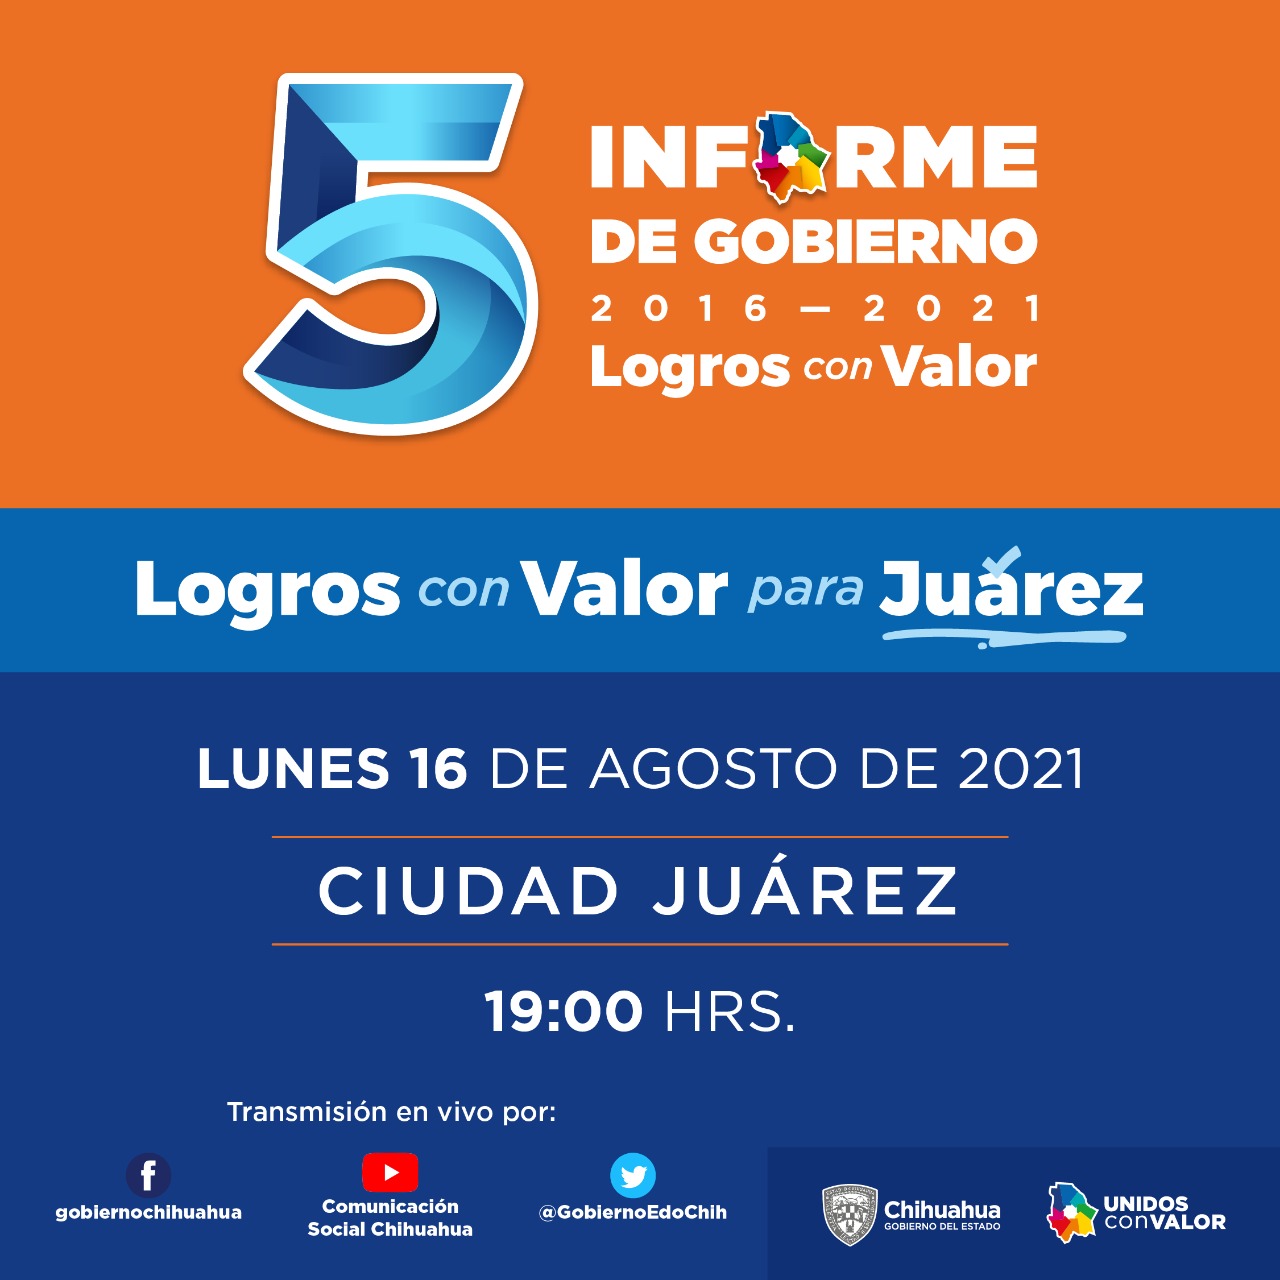 5 INFORME
DE GOBIERNO
2016—2021
Logros con Valor
Logros con Valor para Juárez
LUNES 16 DE AGOSTO DE 2021
CIUDAD JUÁREZ
19:00 HRS.
Transmisión en vivo por:
gobiernochihuahua
Comunicación
Social Chihuahua
@GobiernoEdoChih
Chihuahua
GOBIERNO DEL ESTADO
UNIDOS
conVALOR